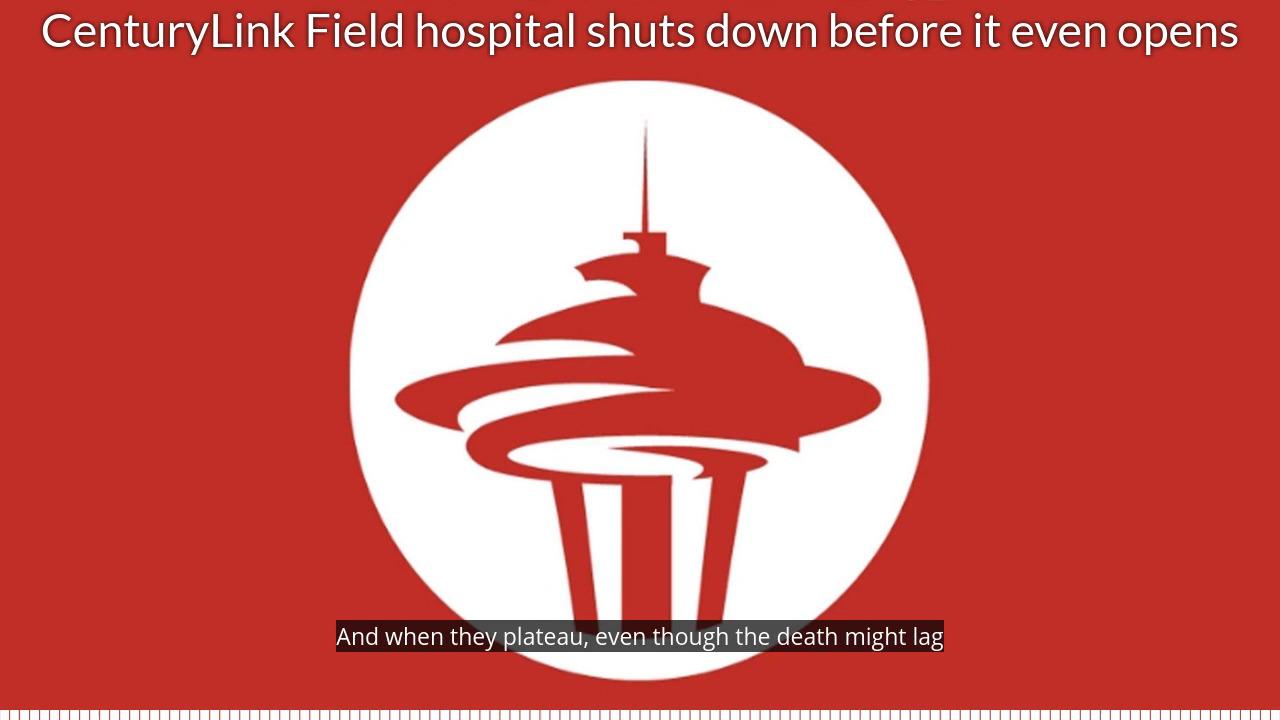 CenturyLink Field hospital shuts down before it even opens
And when they plateau, even though the death might lag